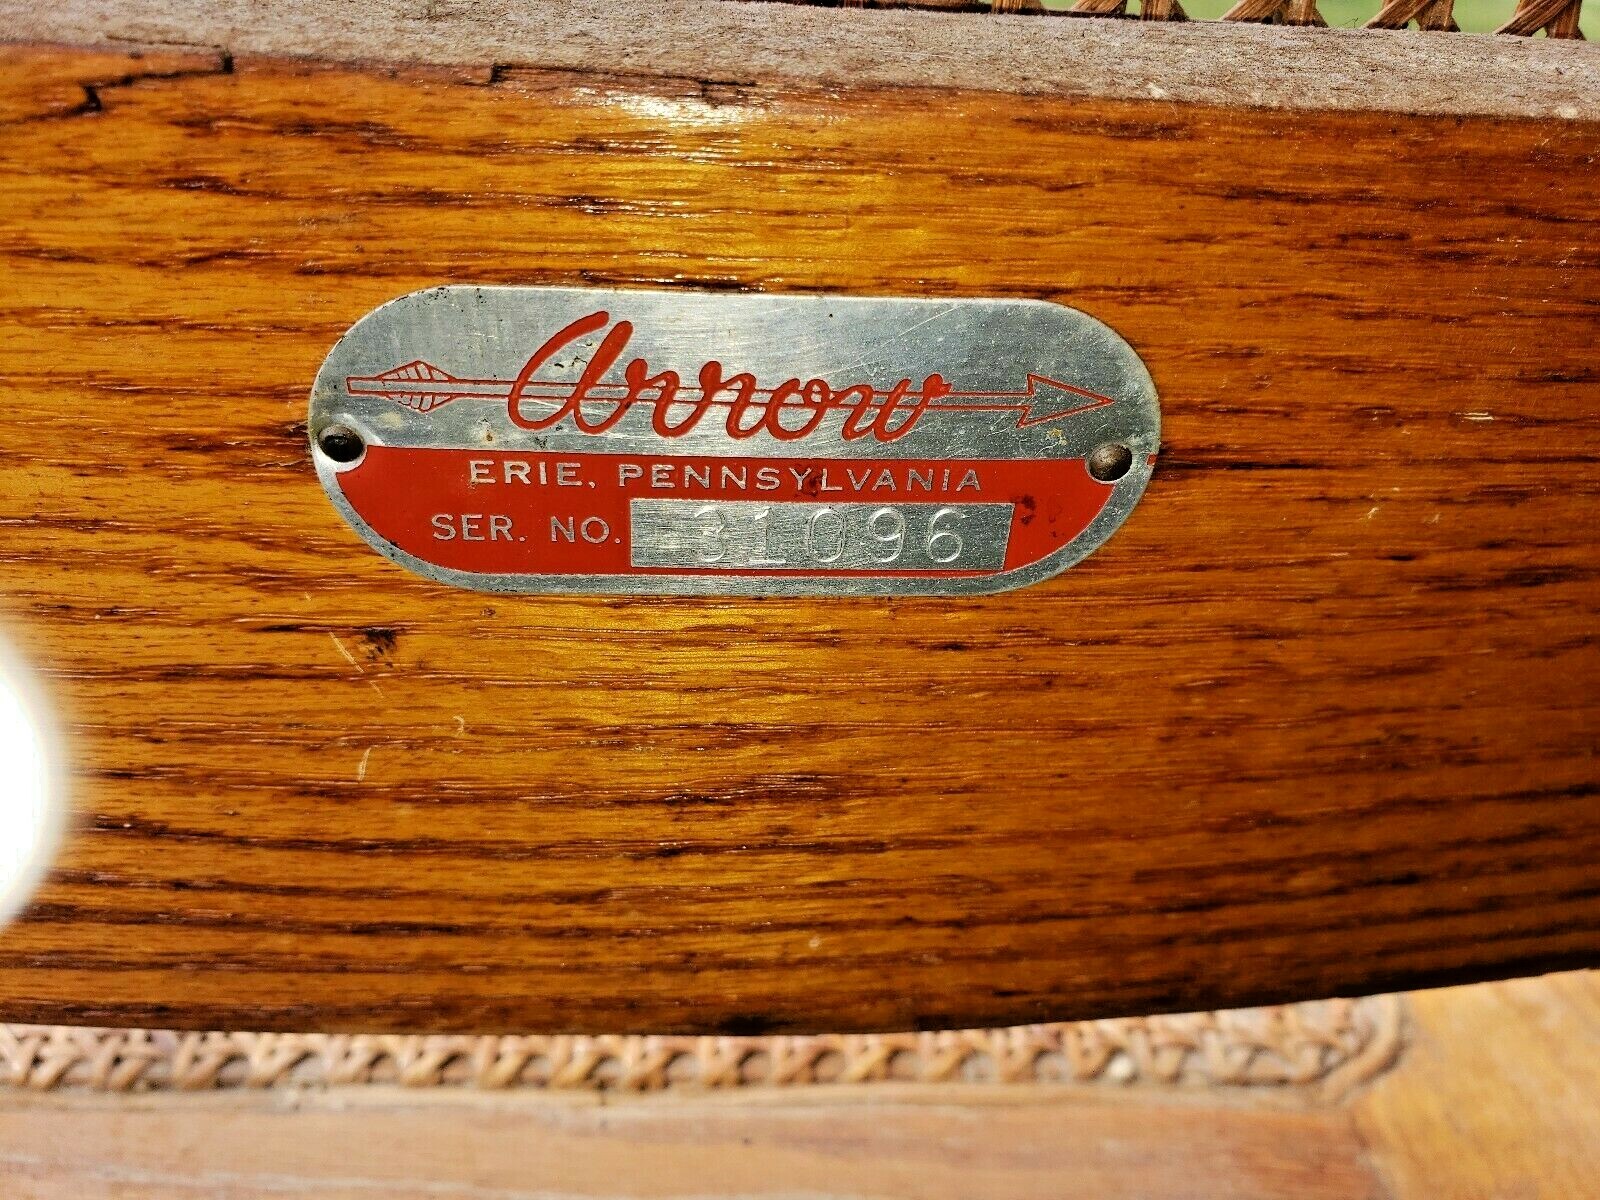 Arrow
ERIE, PENNSYLVANIA
SER. NO. 31096